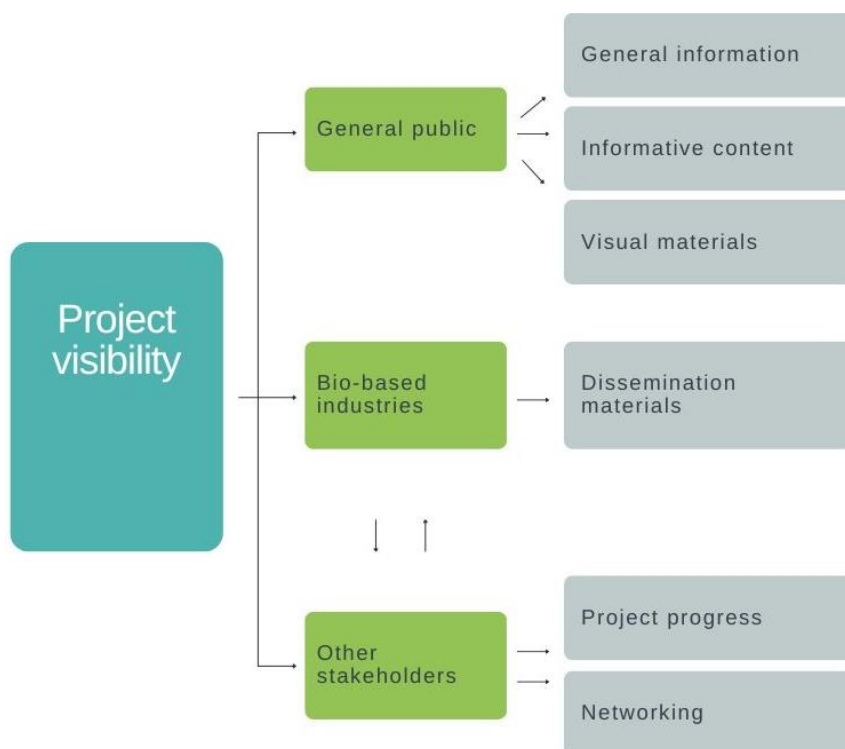 Project
visibility
General public
General information
Informative content
Visual materials
Bio-based
industries
Dissemination
materials
Other
stakeholders
Project progress
Networking